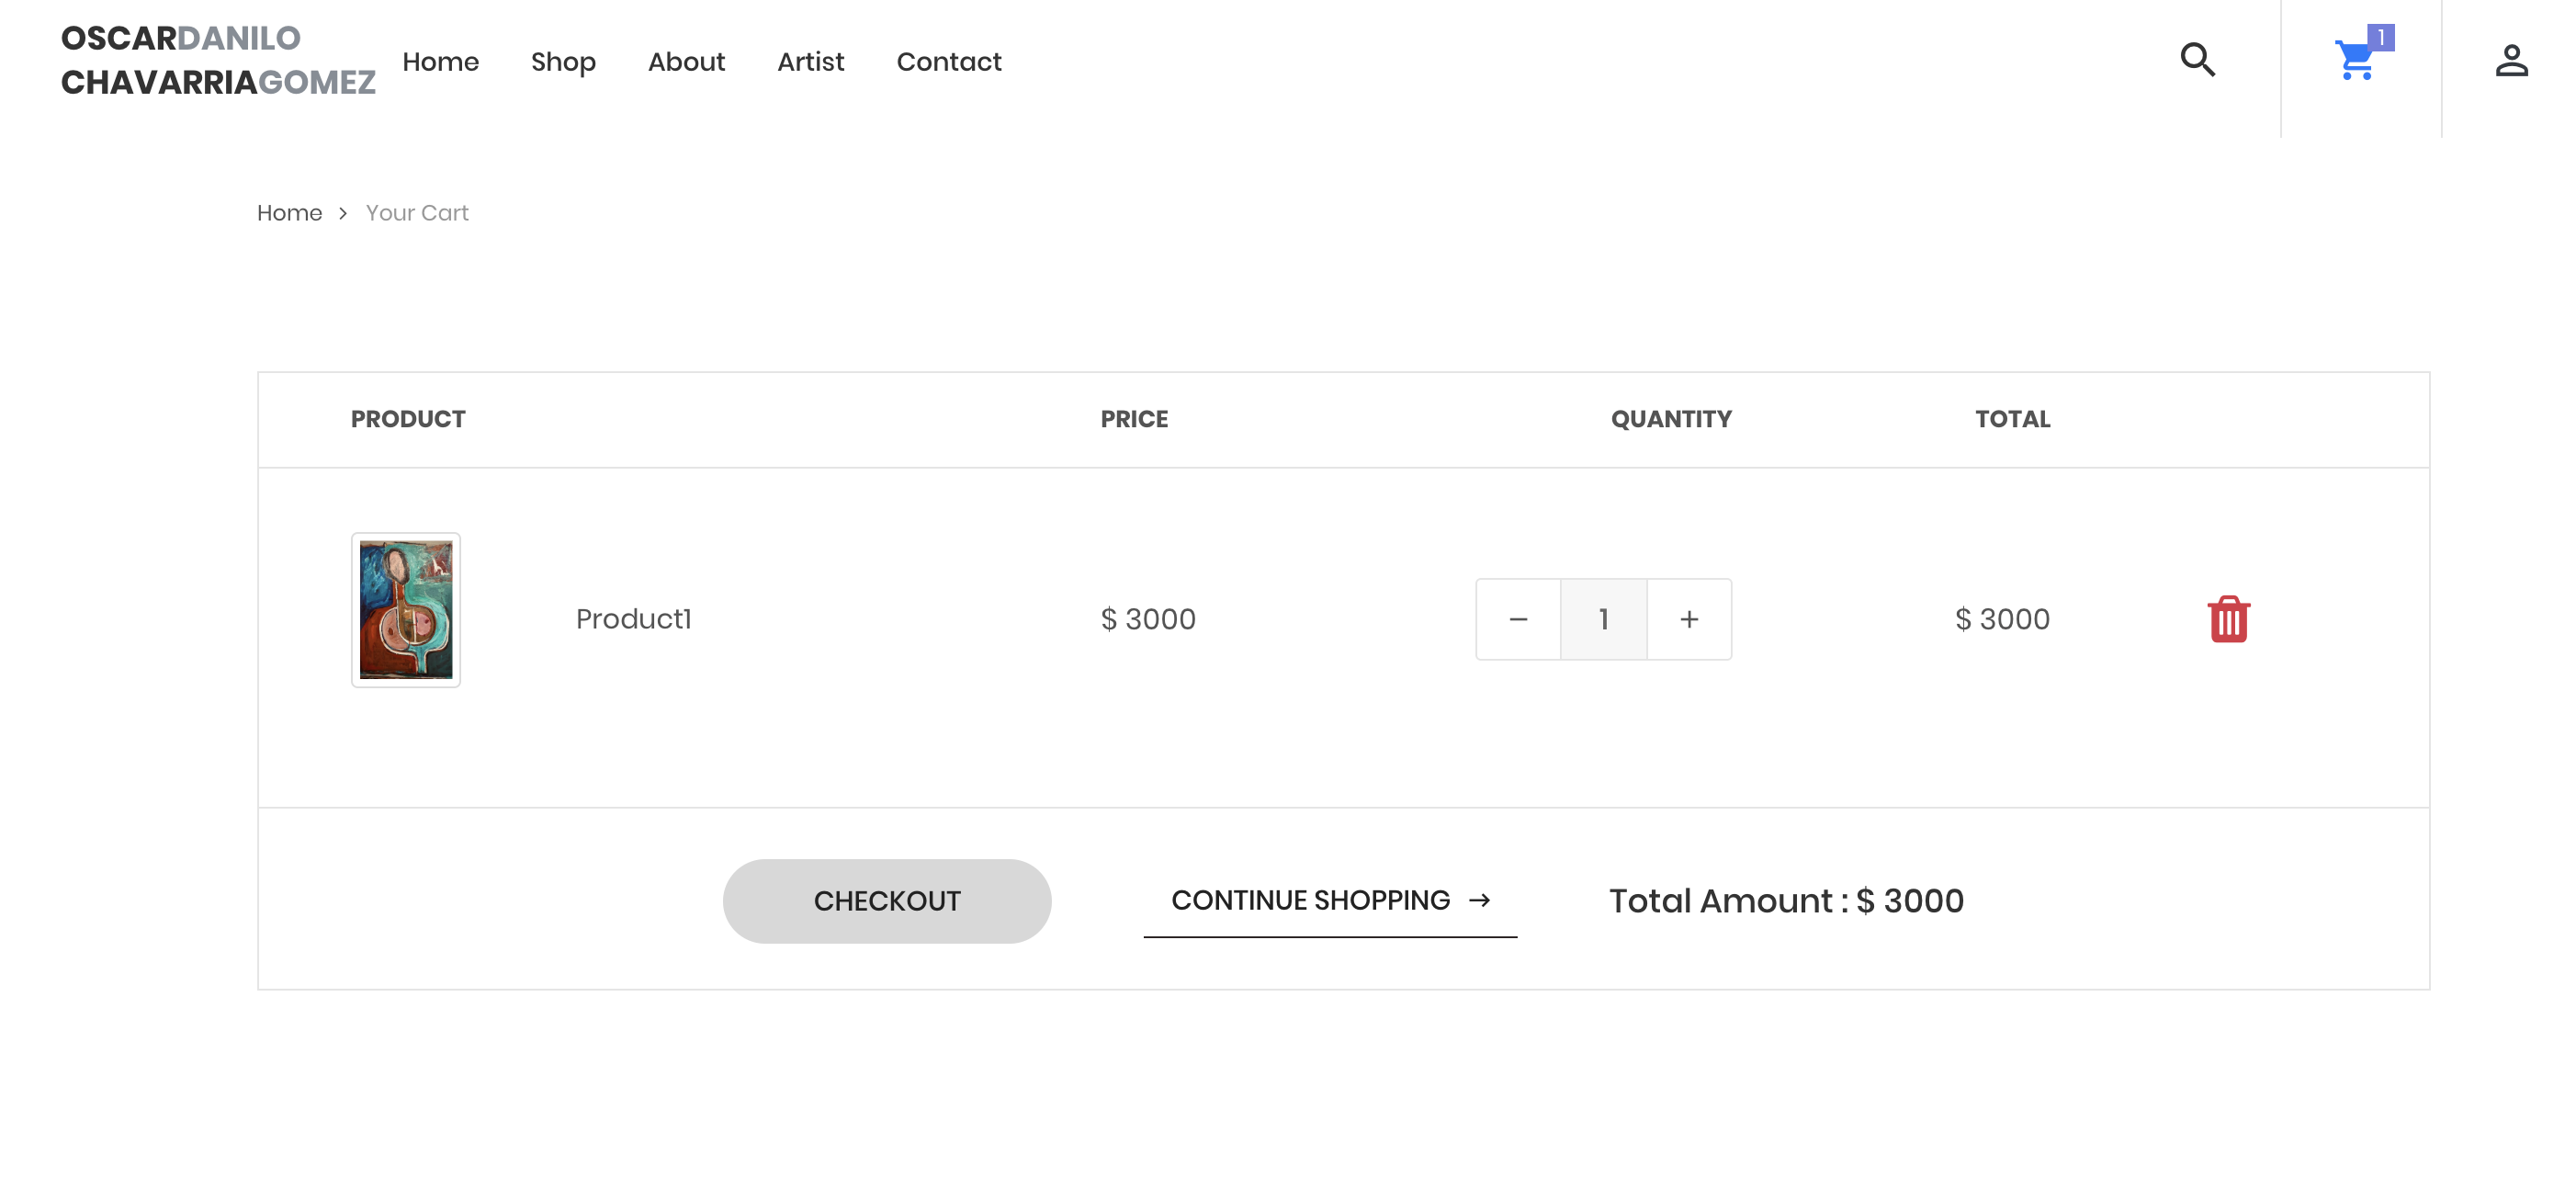 OSCARDANILO
CHAVARRIAGOMEZ
Home Shop About Artist Contact
1
Home > Your Cart
PRODUCT PRICE QUANTITY TOTAL
Product1 $ 3000 − 1 + $ 3000
CHECKOUT CONTINUE SHOPPING → Total Amount : $ 3000